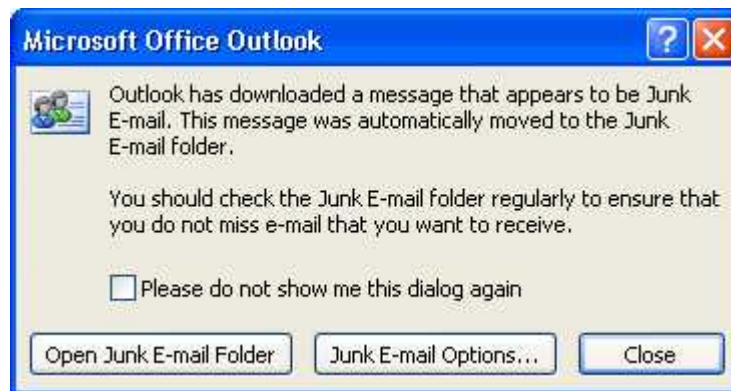 Microsoft Office Outlook
Outlook has downloaded a message that appears to be Junk
E-mail. This message was automatically moved to the Junk
E-mail folder.
You should check the Junk E-mail folder regularly to ensure that
you do not miss e-mail that you want to receive.
Please do not show me this dialog again
Open Junk E-mail Folder
Junk E-mail Options...
Close